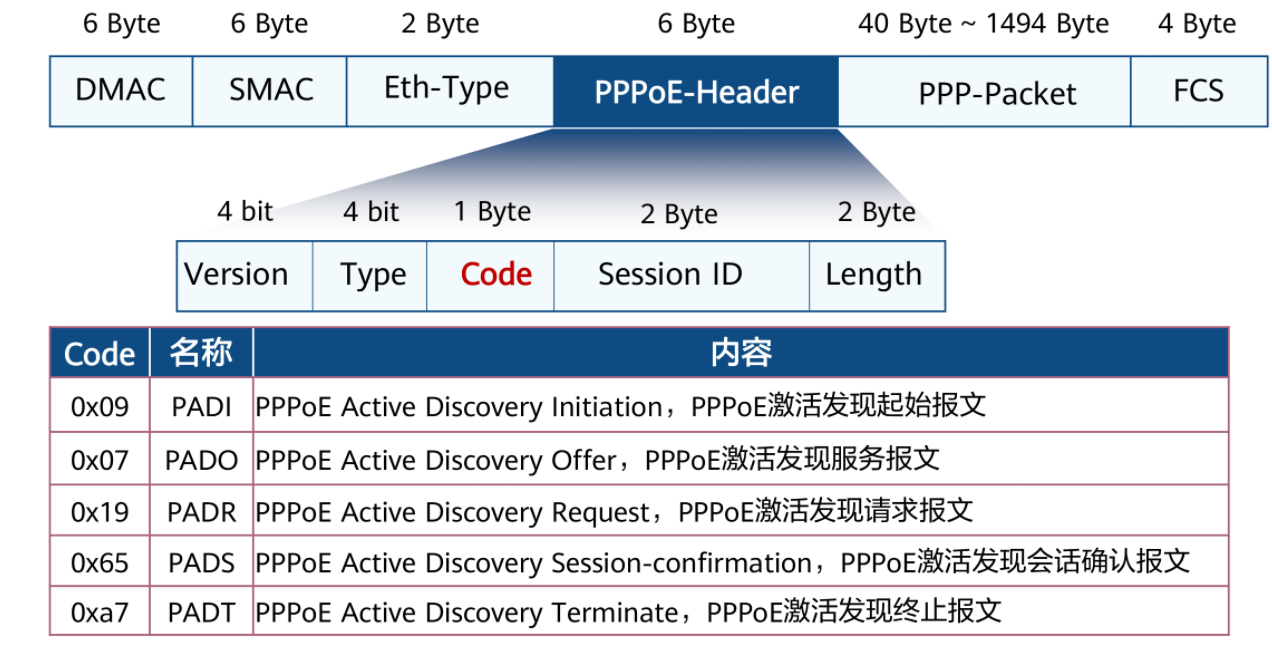 6 Byte 6 Byte 2 Byte 6 Byte 40 Byte ~ 1494 Byte 4 Byte
DMAC SMAC Eth-Type PPPoE-Header PPP-Packet FCS
4 bit 4 bit 1 Byte 2 Byte 2 Byte
Version Type Code Session ID Length
Code 名称 内容
0x09 PADI PPPoE Active Discovery Initiation，PPPoE激活发现起始报文
0x07 PADO PPPoE Active Discovery Offer，PPPoE激活发现服务报文
0x19 PADR PPPoE Active Discovery Request，PPPoE激活发现请求报文
0x65 PADS PPPoE Active Discovery Session-confirmation，PPPoE激活发现会话确认报文
0xa7 PADT PPPoE Active Discovery Terminate，PPPoE激活发现终止报文